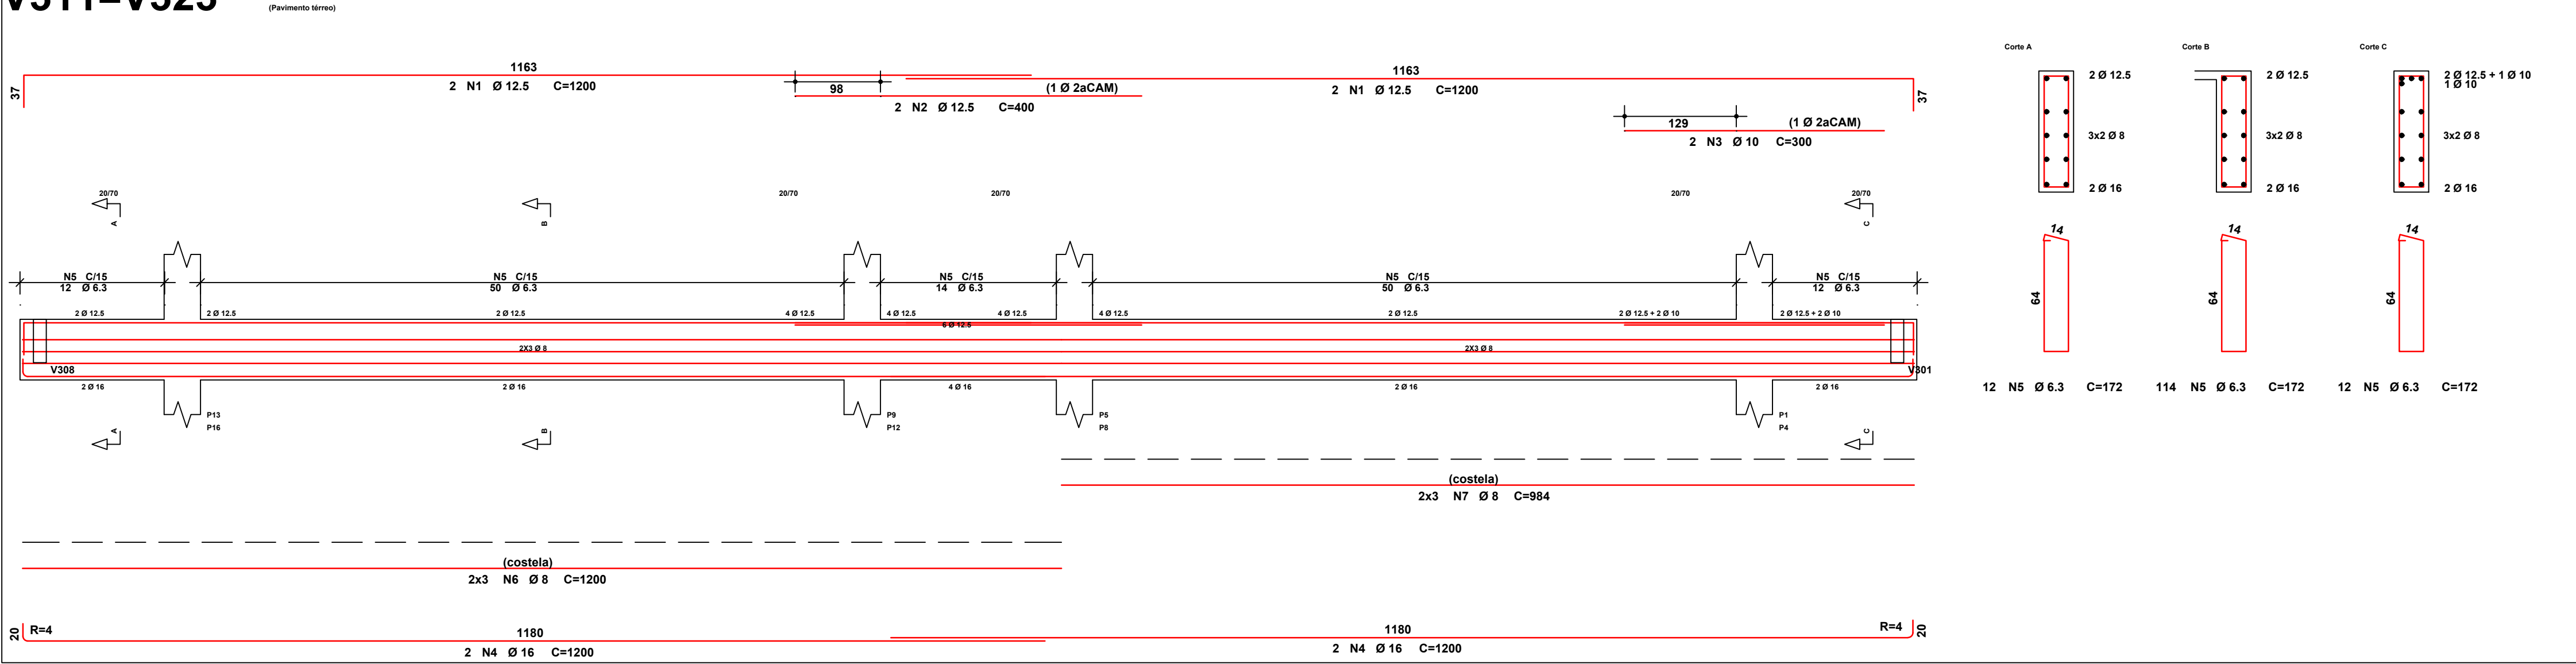 V311=V325
(Pavimento térreo)
Corte A
Corte B
Corte C
1163
2 N1 Ø 12.5 C=1200
37
98
(1 Ø 2aCAM)
2 N2 Ø 12.5 C=400
1163
2 N1 Ø 12.5 C=1200
37
129
(1 Ø 2aCAM)
2 N3 Ø 10 C=300
2 Ø 12.5
3x2 Ø 8
2 Ø 16
2 Ø 12.5
3x2 Ø 8
2 Ø 16
2 Ø 12.5 + 1 Ø 10
1 Ø 10
3x2 Ø 8
2 Ø 16
20/70
20/70
20/70
20/70
20/70
A
B
C
14
64
14
64
14
64
N5 C/15
12 Ø 6.3
N5 C/15
50 Ø 6.3
N5 C/15
14 Ø 6.3
N5 C/15
50 Ø 6.3
N5 C/15
12 Ø 6.3
2 Ø 12.5
2 Ø 12.5
2 Ø 12.5
4 Ø 12.5
4 Ø 12.5
4 Ø 12.5
4 Ø 12.5
2 Ø 12.5
2 Ø 12.5 + 2 Ø 10
2 Ø 12.5 + 2 Ø 10
6 Ø 12.5
2X3 Ø 8
2X3 Ø 8
V308
V301
2 Ø 16
2 Ø 16
4 Ø 16
2 Ø 16
2 Ø 16
12 N5 Ø 6.3 C=172
114 N5 Ø 6.3 C=172
12 N5 Ø 6.3 C=172
P13
P16
P9
P12
P5
P8
P1
P4
A
B
C
(costela)
2x3 N7 Ø 8 C=984
(costela)
2x3 N6 Ø 8 C=1200
20
R=4
1180
2 N4 Ø 16 C=1200
1180
2 N4 Ø 16 C=1200
R=4
20